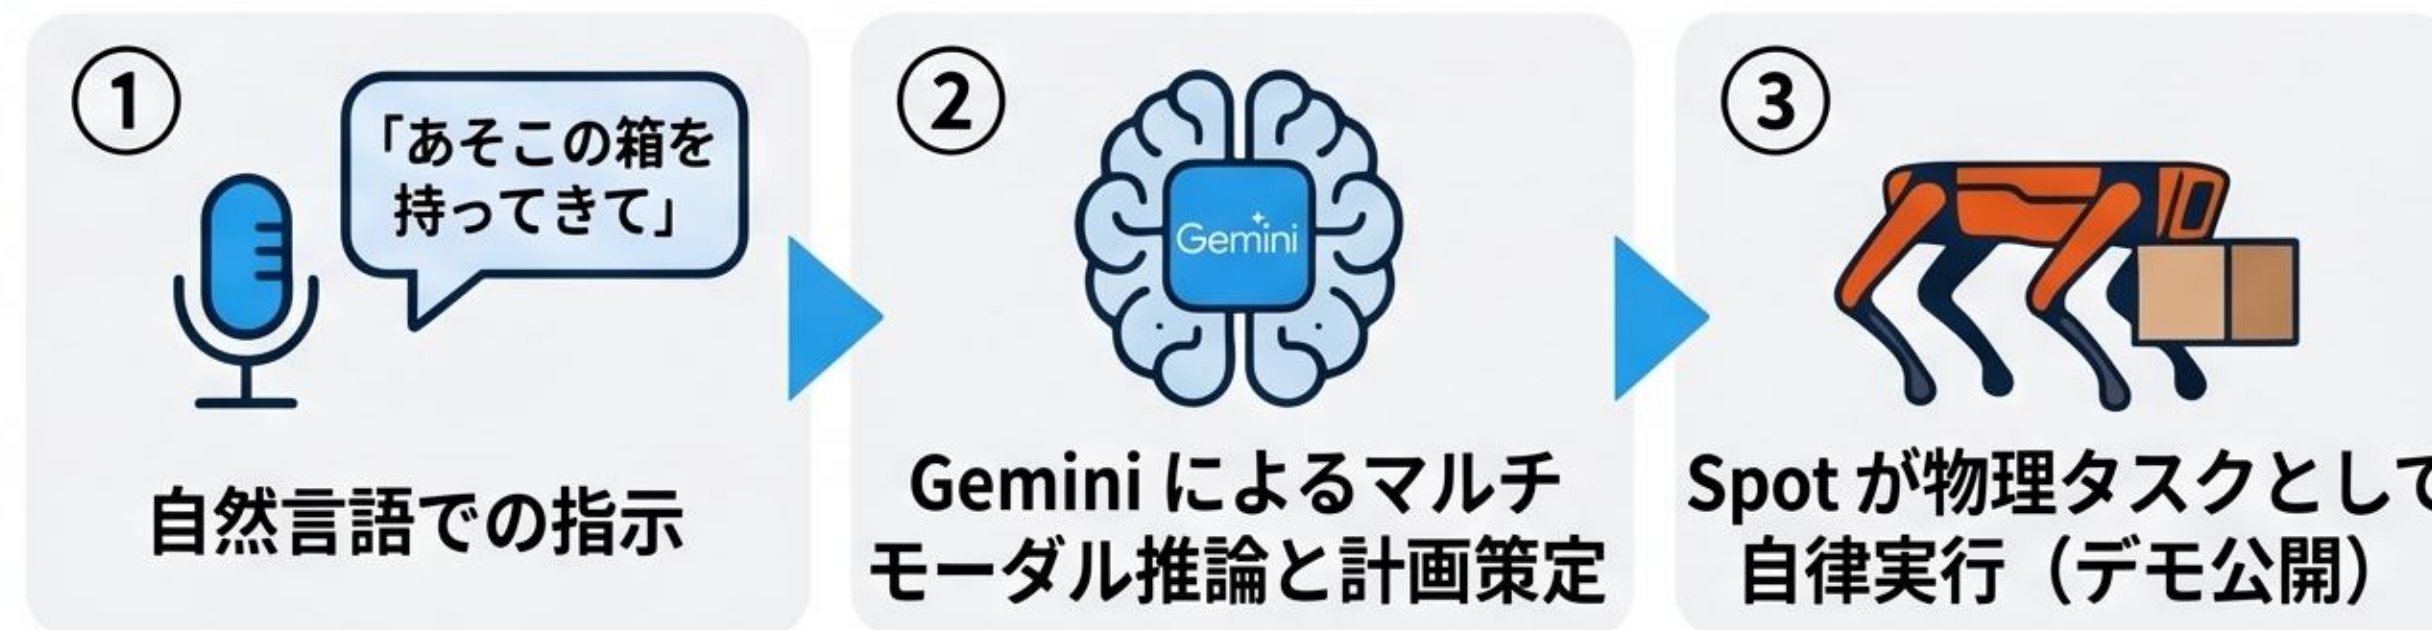 ①
「あそこの箱を
持ってきて」
自然言語での指示
②
Gemini
Gemini によるマルチ
モーダル推論と計画策定
③
Spot が物理タスクとして
自律実行（デモ公開）